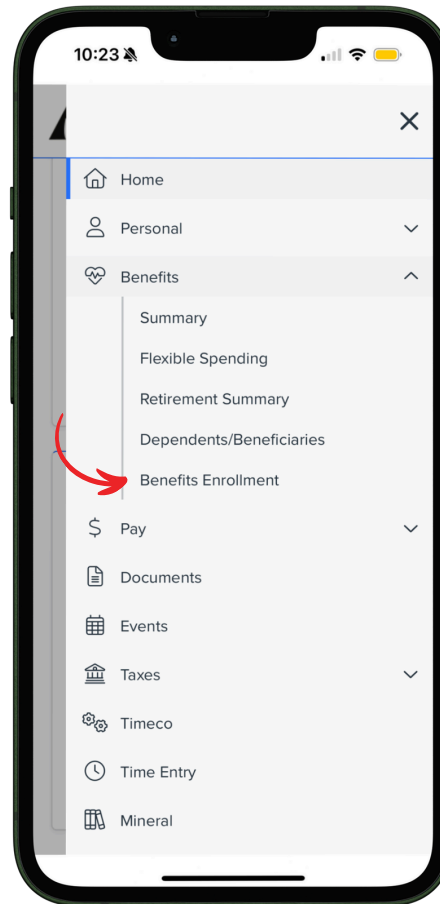 10:23
Home
Personal
Benefits
Summary
Flexible Spending
Retirement Summary
Dependents/Beneficiaries
Benefits Enrollment
Pay
Documents
Events
Taxes
Timeco
Time Entry
Mineral